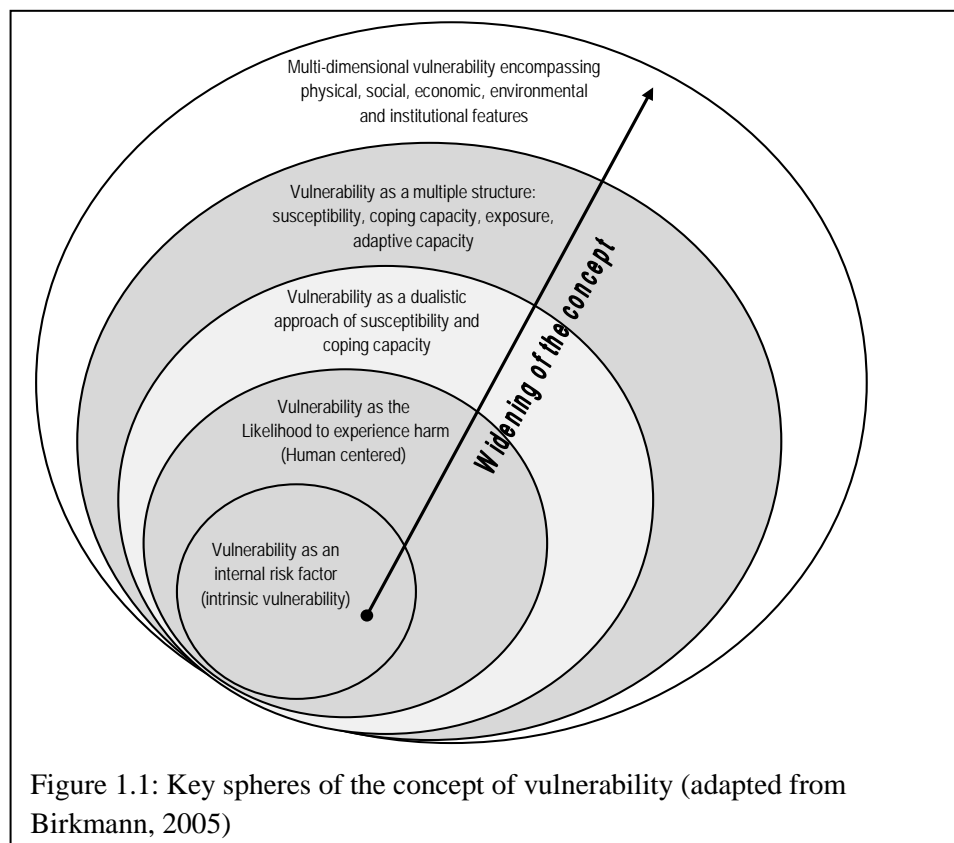 Multi-dimensional vulnerability encompassing
physical, social, economic, environmental
and institutional features
Vulnerability as a multiple structure:
susceptibility, coping capacity, exposure,
adaptive capacity
Vulnerability as a dualistic
approach of susceptibility and
coping capacity
Vulnerability as the
Likelihood to experience harm
(Human centered)
Vulnerability as an
internal risk factor
(intrinsic vulnerability)
Widening of the concept
Figure 1.1: Key spheres of the concept of vulnerability (adapted from
Birkmann, 2005)